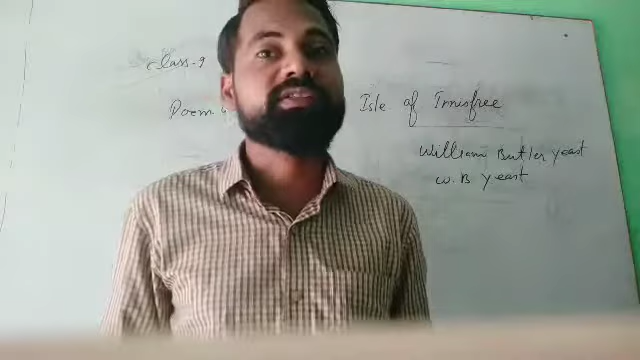 Class-9
Poem
Isle of Innisfree
William Butler yeast
W.B yeast